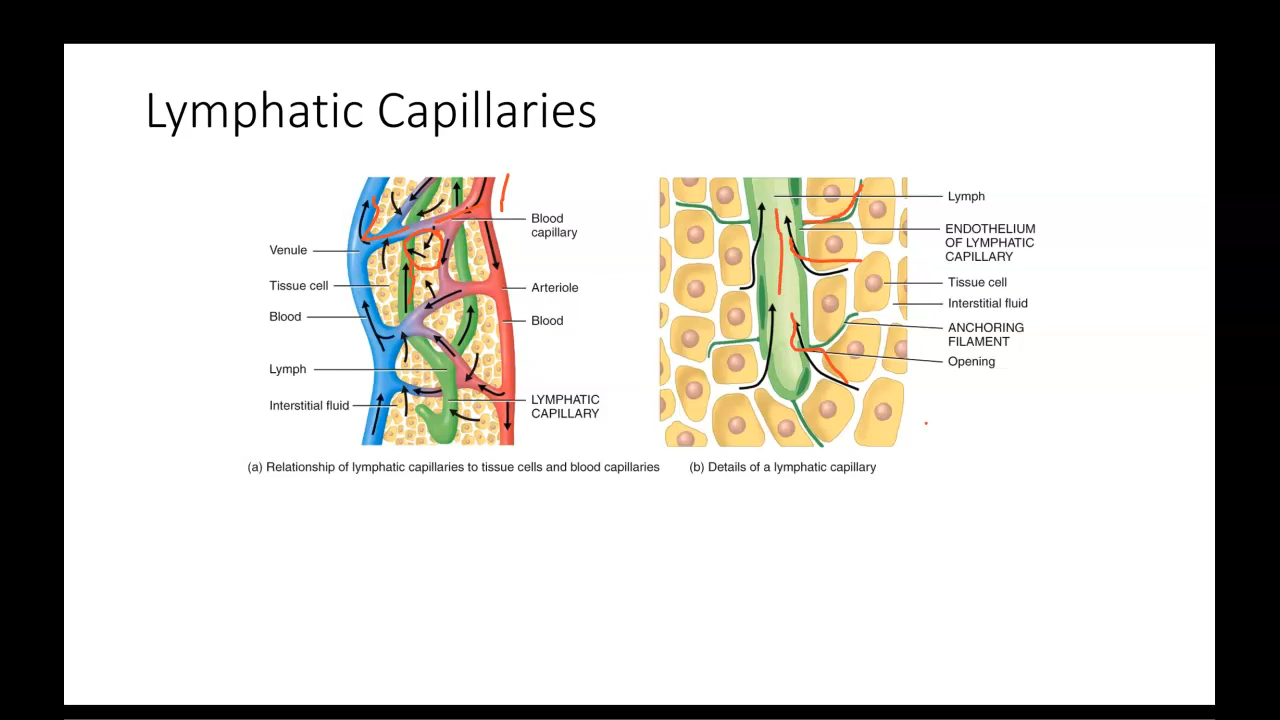 Lymphatic Capillaries
Blood
capillary
Venule
Tissue cell
Arteriole
Blood
Blood
Lymph
LYMPHATIC
CAPILLARY
Interstitial fluid
(a) Relationship of lymphatic capillaries to tissue cells and blood capillaries
Lymph
ENDOTHELIUM
OF LYMPHATIC
CAPILLARY
Tissue cell
Interstitial fluid
ANCHORING
FILAMENT
Opening
(b) Details of a lymphatic capillary